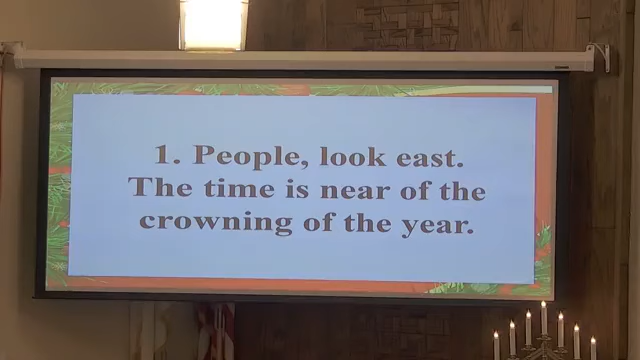 1. People, look east.
The time is near of the
crowning of the year.